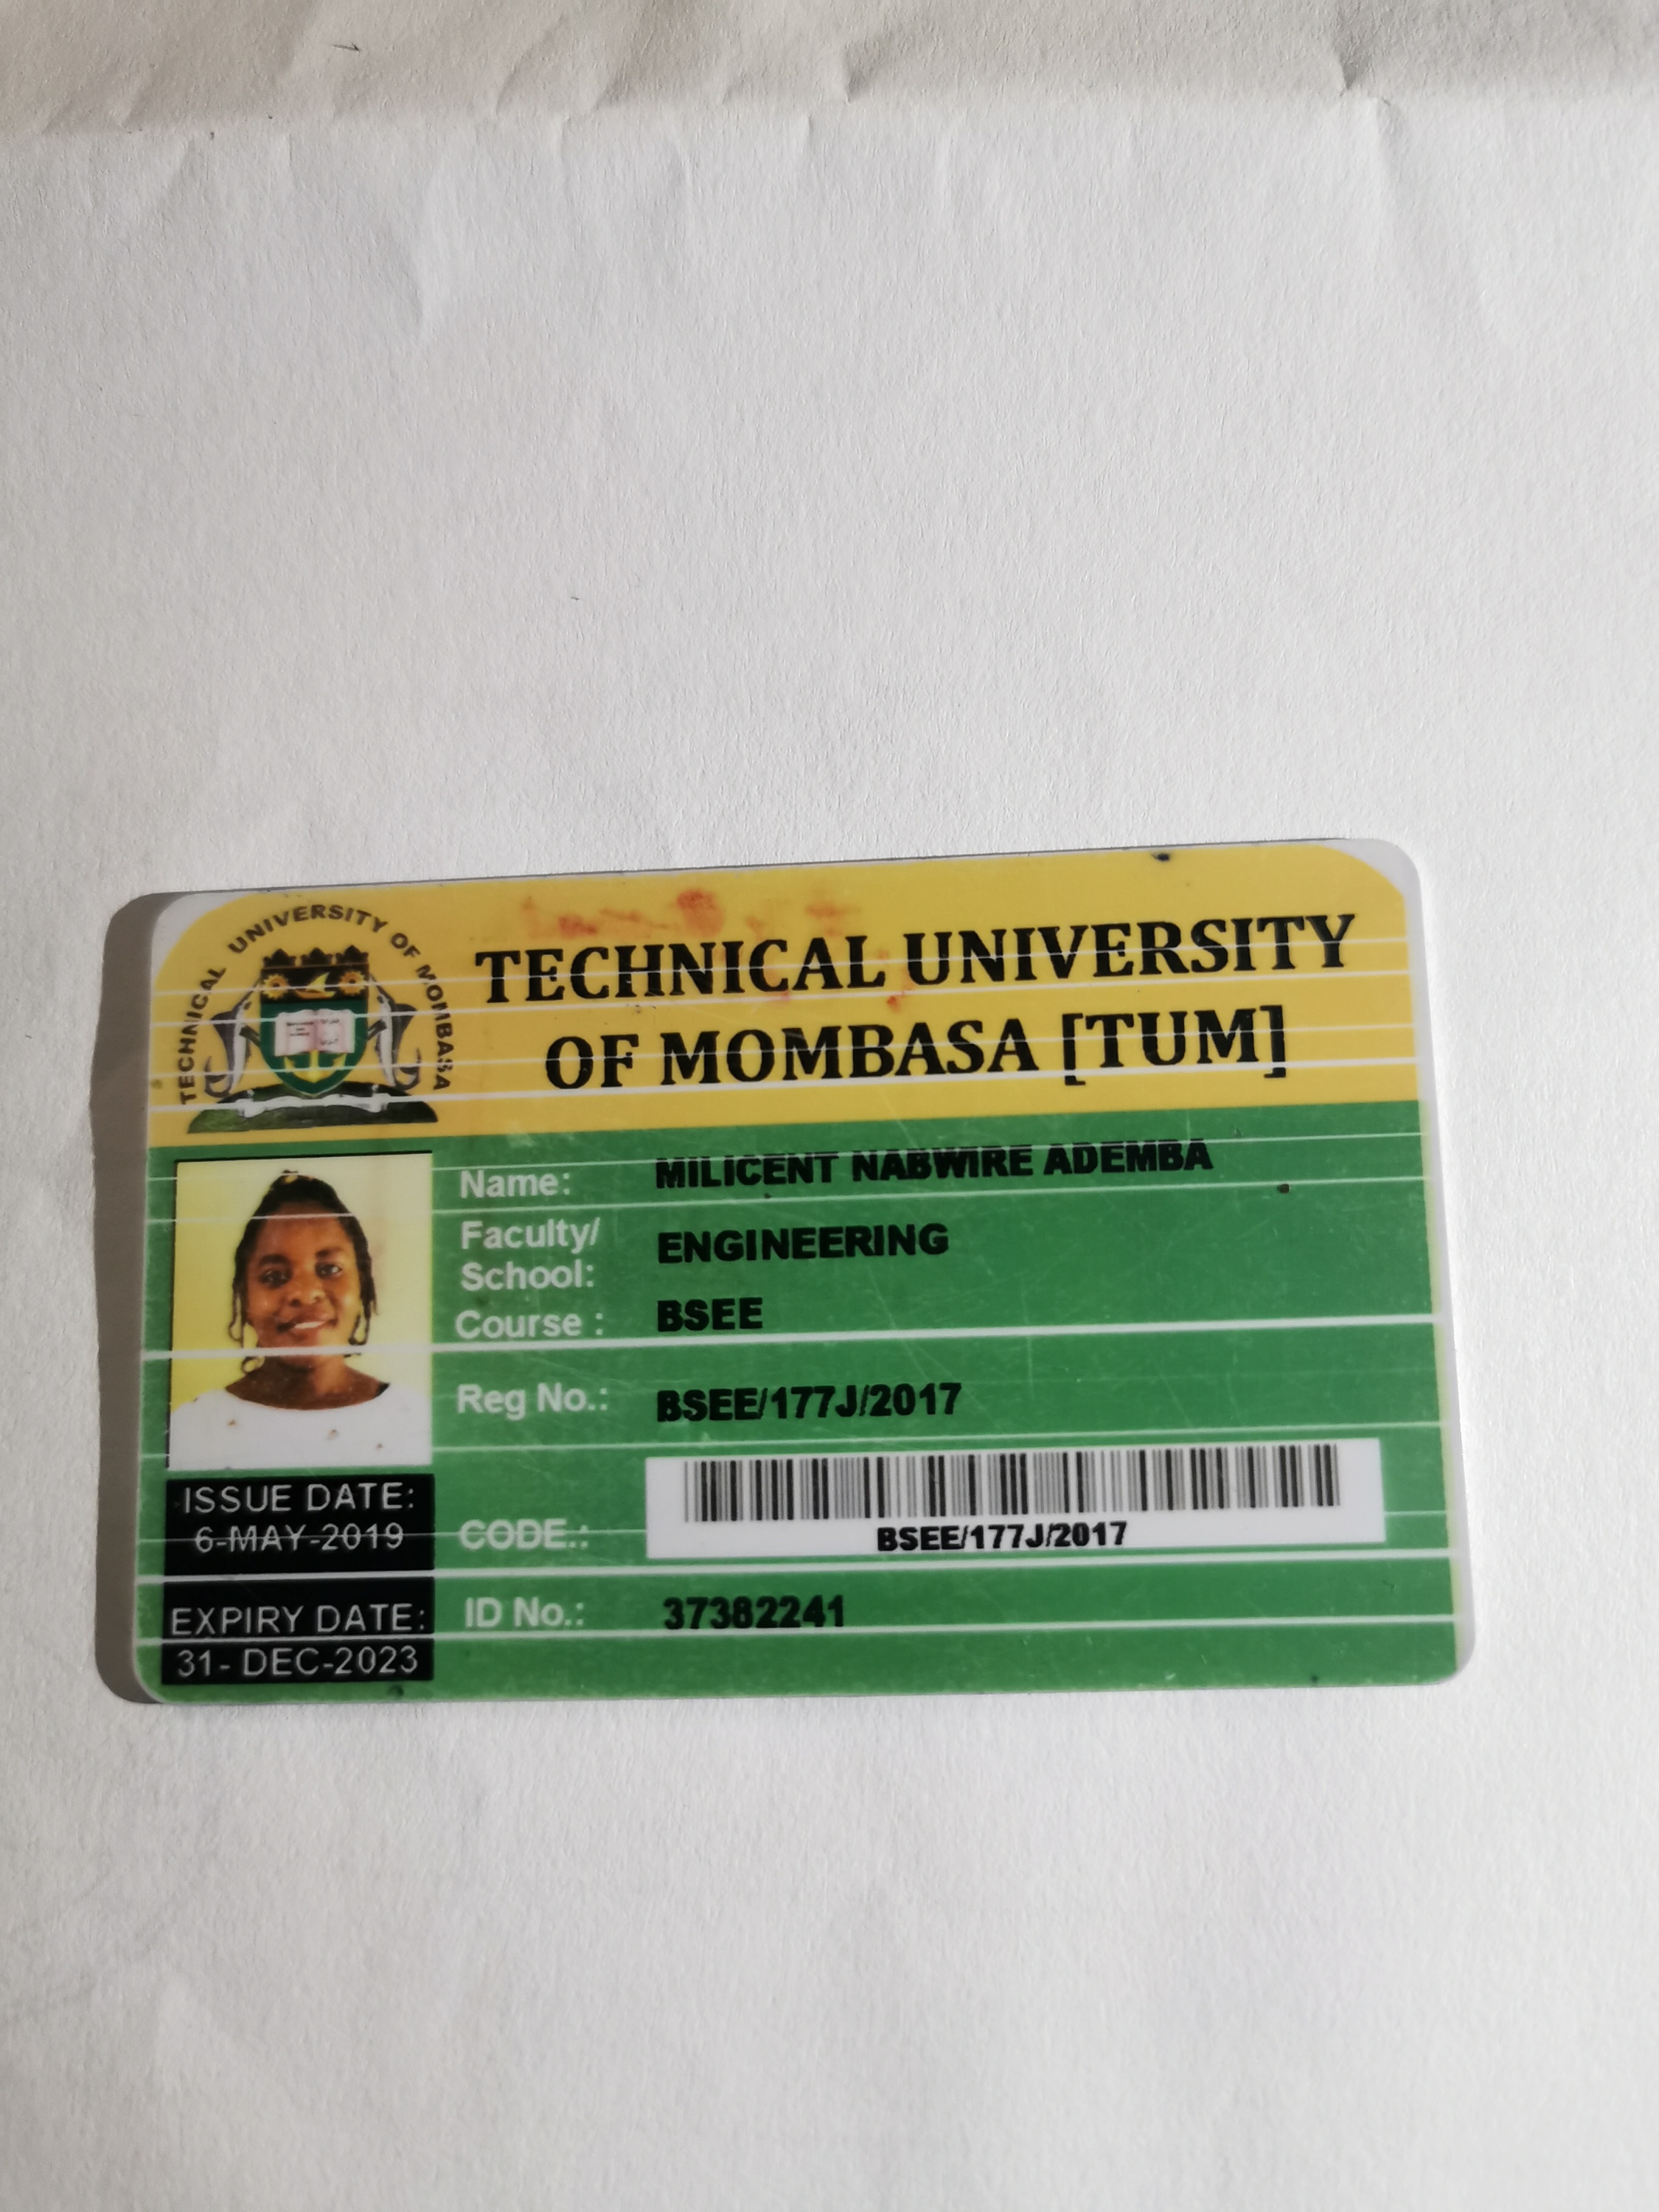 TECHNICAL UNIVERSITY OF MOMBASA
TECHNICAL UNIVERSITY
OF MOMBASA [TUM]
Name: MILICENT NABWIRE ADEMBA
Faculty/
School: ENGINEERING
Course : BSEE
Reg No.: BSEE/177J/2017
ISSUE DATE:
6-MAY-2019
CODE.: BSEE/177J/2017
EXPIRY DATE:
31- DEC-2023
ID No.: 37382241